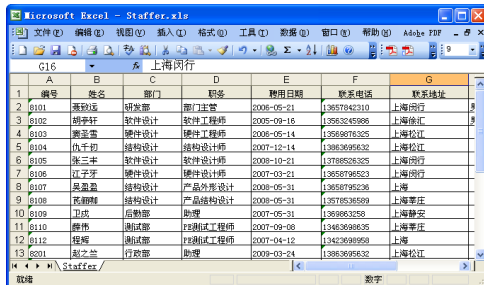 Microsoft Excel - Staffer.xls
文件(F) 编辑(E) 视图(V) 插入(I) 格式(O) 工具(T) 数据(D) 窗口(W) 帮助(H) Adobe PDF
Σ 9
G16 fx 上海闵行
A B C D E F G
1 编号 姓名 部门 职务 聘用日期 联系电话 联系地址
2 8101 聂致远 研发部 部门主管 2006-05-21 13657842310 上海闵行
3 8102 胡亭轩 软件设计 软件工程师 2005-09-16 13563245986 上海徐汇
4 8103 窦圣雪 硬件设计 硬件工程师 2006-05-14 13569876325 上海松江
5 8104 仇千初 结构设计 结构设计师 2007-12-14 13863695632 上海松江
6 8105 张三丰 软件设计 软件设计师 2008-10-21 13788526325 上海闵行
7 8106 江子牙 硬件设计 硬件设计师 2007-03-21 13658796523 上海闵行
8 8107 吴盈盈 结构设计 产品外形设计 2008-05-31 13658795236 上海
9 8108 结构设计 产品结构设计 2008-05-31 13578536589 上海莘庄
10 8109 卫戍 后勤部 助理 2007-05-31 1369863258 上海静安
11 8110 薛伟 测试部 PE测试工程师 2007-09-08 13463698635 上海莘庄
12 8112 程辉 测试部 PE测试工程师 2007-04-12 13423698958 上海
13 8201 赵之兰 行政部 助理 2009-03-24 13863695632 上海松江
Staffer
就绪 数字